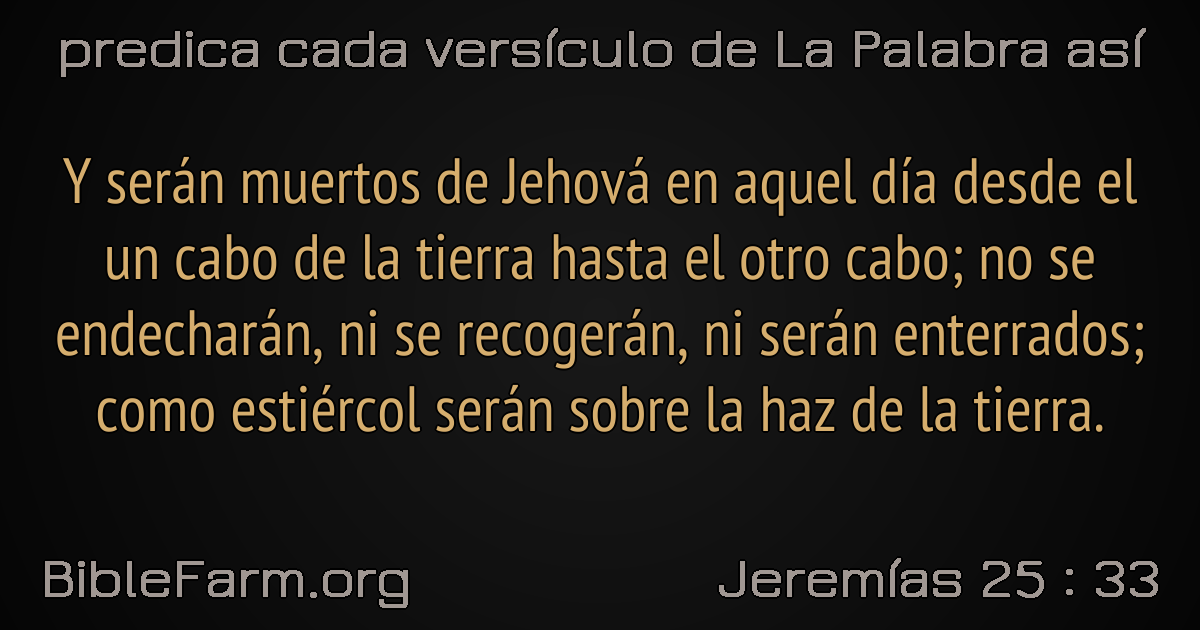 predica cada versículo de La Palabra así
Y serán muertos de Jehová en aquel día desde el
un cabo de la tierra hasta el otro cabo; no se
endecharán, ni se recogerán, ni serán enterrados;
como estiércol serán sobre la haz de la tierra.
BibleFarm.org
Jeremías 25 : 33